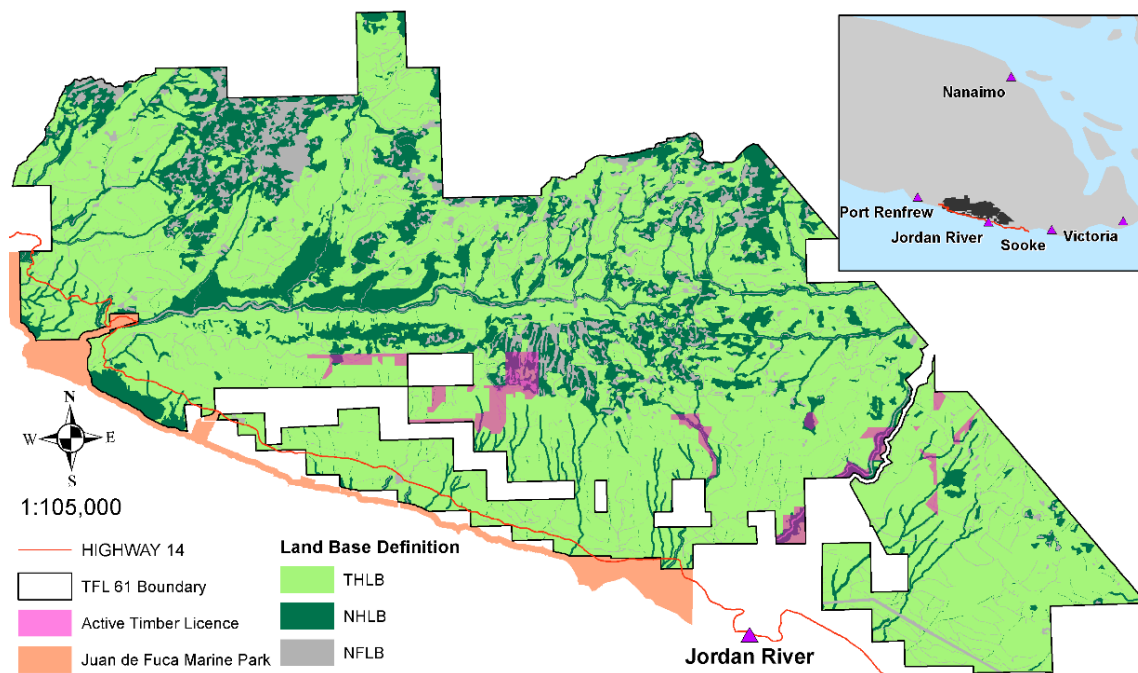 Nanaimo
Port Renfrew
Jordan River
Sooke
Victoria
N
W
E
S
1:105,000
HIGHWAY 14
TFL 61 Boundary
Active Timber Licence
Juan de Fuca Marine Park
Land Base Definition
THLB
NHLB
NFLB
Jordan River